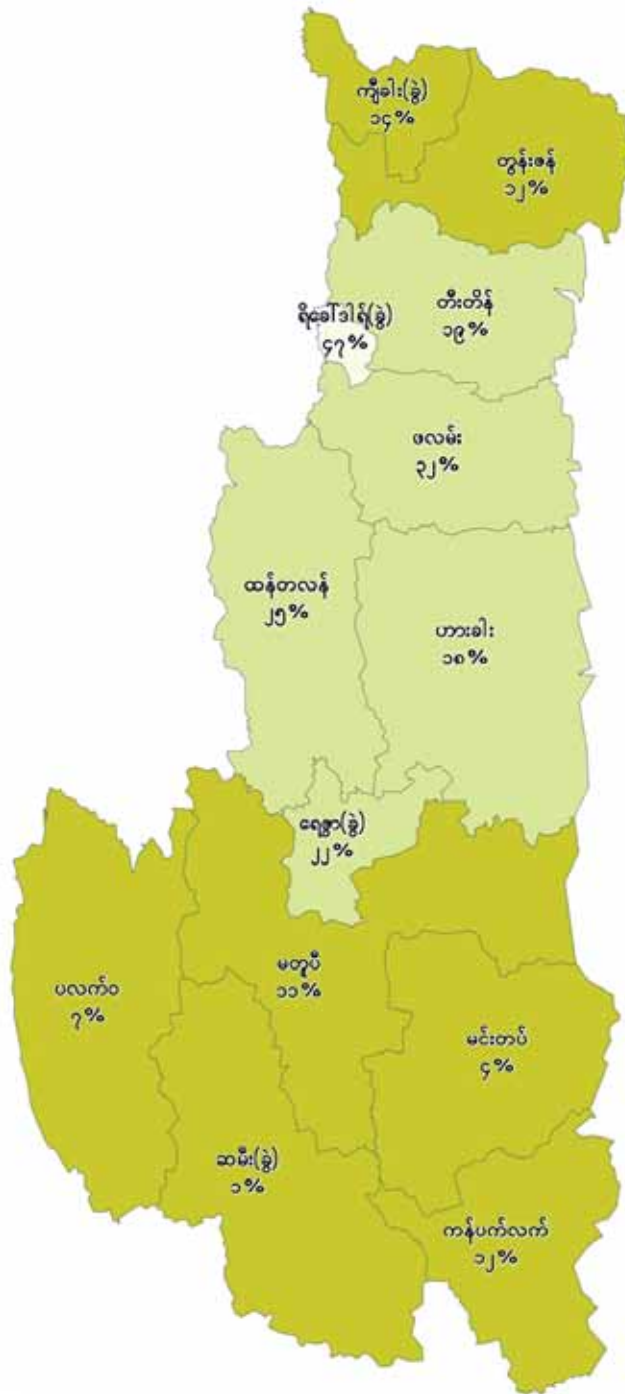 ကျီခါး(ခွဲ)
၁၄%
တွန်းဇန်
၁၂%
ရိခေါ်ဒါရ်(ခွဲ)
၄၇%
တီးတိန်
၁၉%
ဖလမ်း
၃၂%
ထန်တလန်
၂၅%
ဟားခါး
၁၈%
ရေဇွာ(ခွဲ)
၂၂%
ပလက်ဝ
၇%
မတူပီ
၁၁%
မင်းတပ်
၄%
ဆမီး(ခွဲ)
၁%
ကန်ပက်လက်
၁၂%